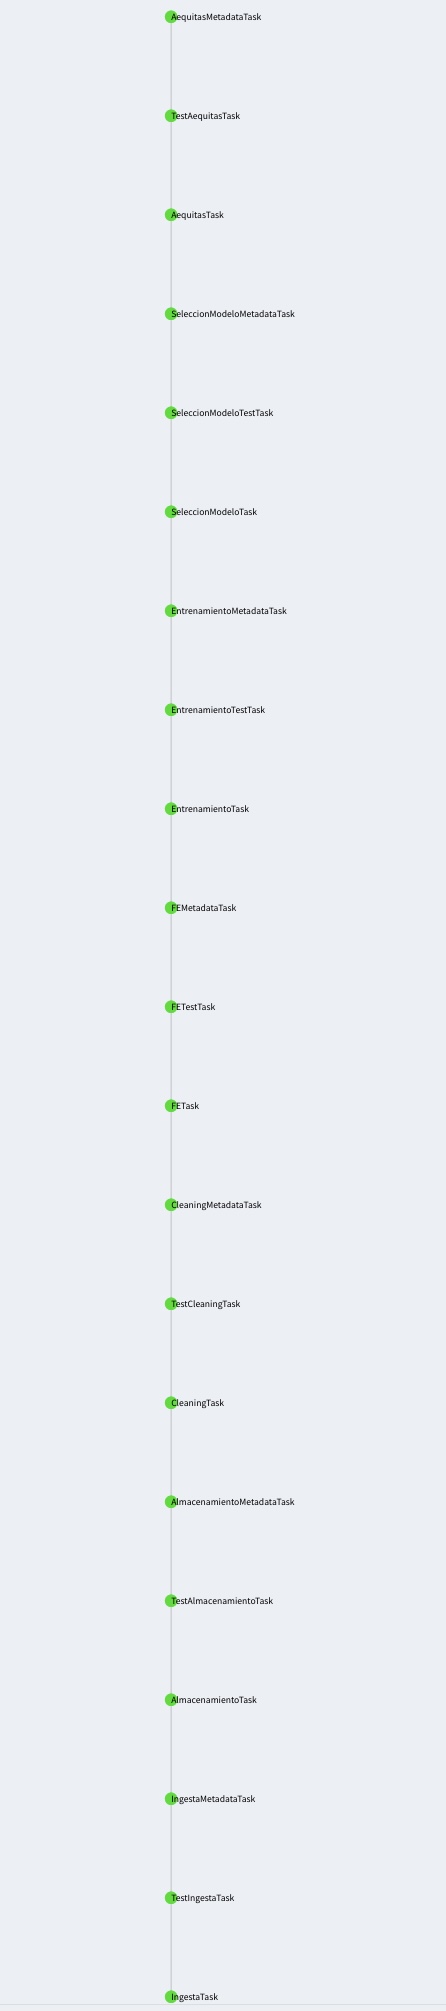 AequitasMetadataTask
TestAequitasTask
AequitasTask
SeleccionModeloMetadataTask
SeleccionModeloTestTask
SeleccionModeloTask
EntrenamientoMetadataTask
EntrenamientoTestTask
EntrenamientoTask
FEMetadataTask
FETestTask
FETask
CleaningMetadataTask
TestCleaningTask
CleaningTask
AlmacenamientoMetadataTask
TestAlmacenamientoTask
AlmacenamientoTask
IngestaMetadataTask
TestIngestaTask
IngestaTask